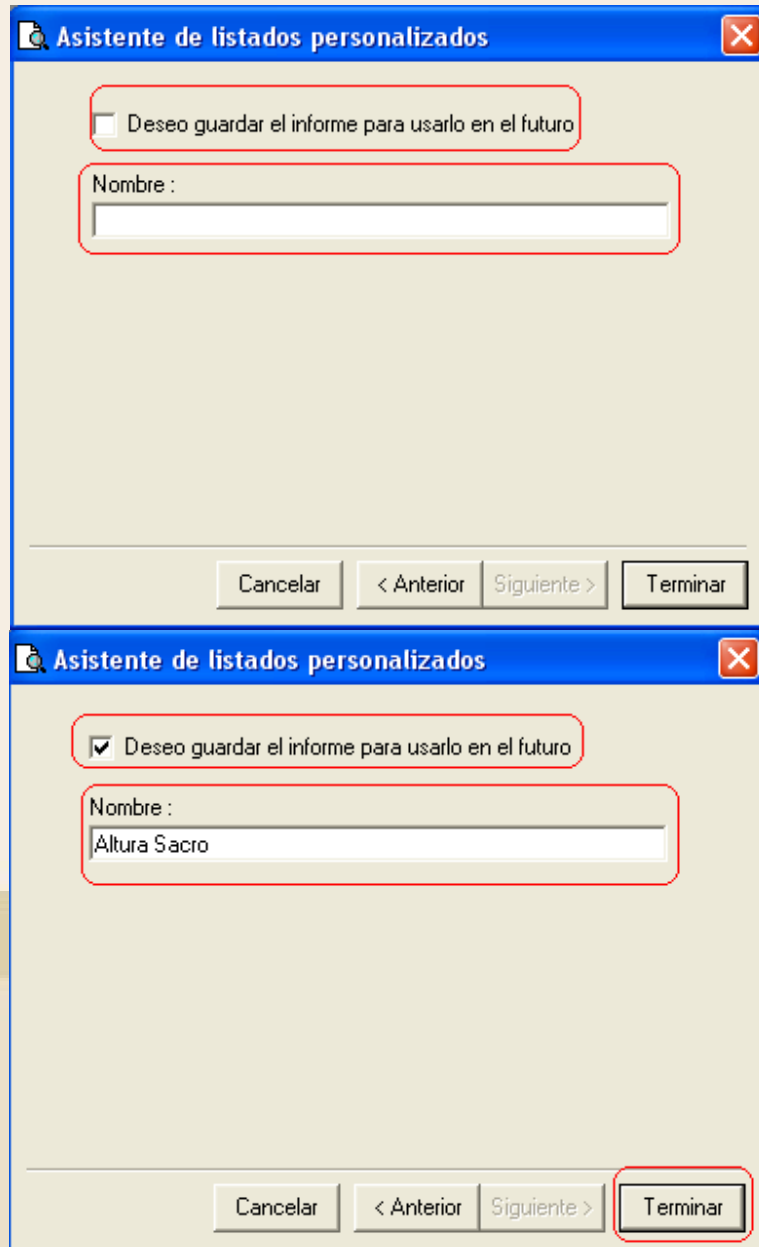 Asistente de listados personalizados
Deseo guardar el informe para usarlo en el futuro
Nombre :
Cancelar < Anterior Siguiente > Terminar
Asistente de listados personalizados
Deseo guardar el informe para usarlo en el futuro
Nombre :
Altura Sacro
Cancelar < Anterior Siguiente > Terminar